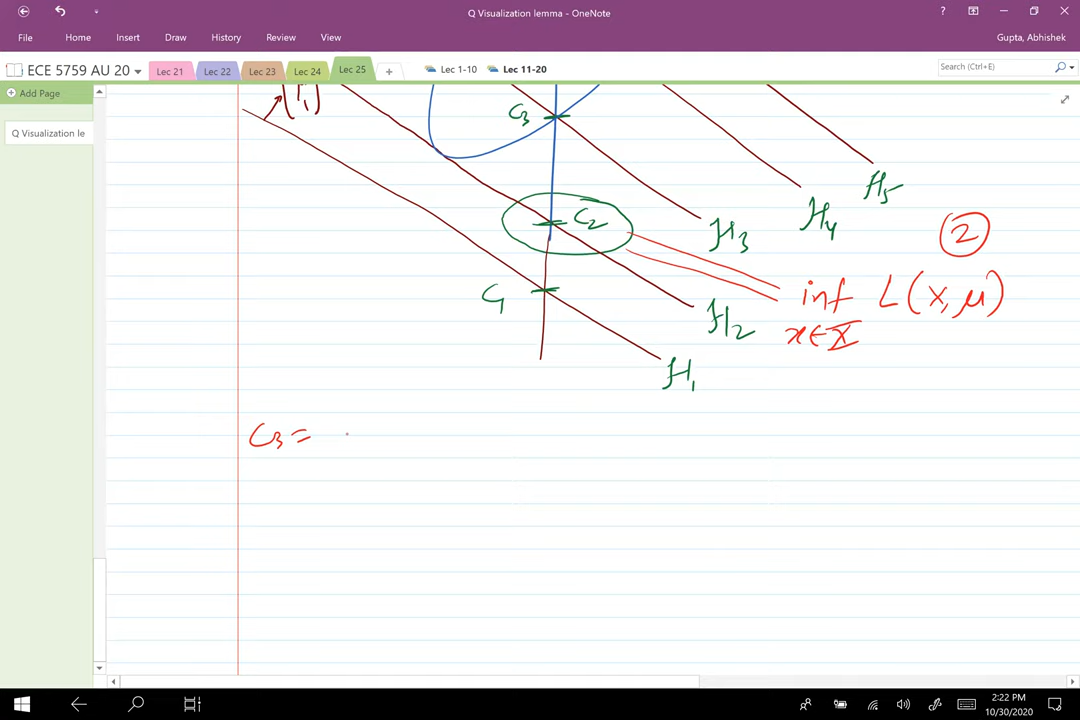 Q Visualization lemma - OneNote
File Home Insert Draw History Review View Gupta, Abhishek
ECE 5759 AU 20 Lec 21 Lec 22 Lec 23 Lec 24 Lec 25 Lec 1-10 Lec 11-20 Search (Ctrl+E)
Add Page
Q Visualization le
C3
H5
H4
C2
H3
2
C1
inf L(x, μ)
x∈X
H2
H1
C3 =
2:22 PM
10/30/2020